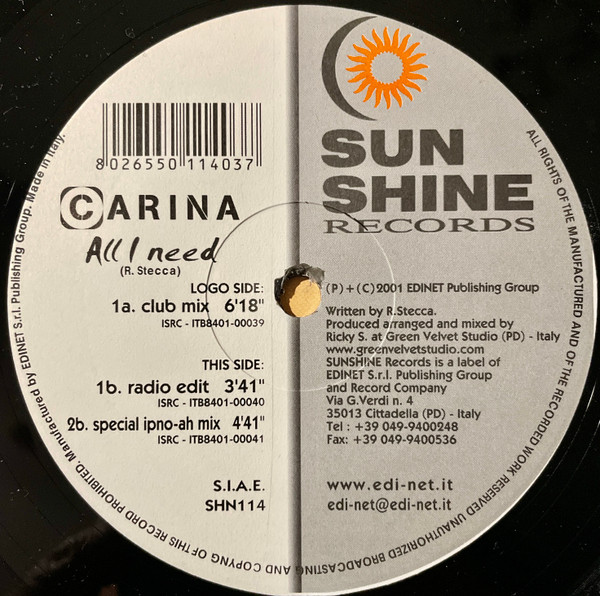 8 026550 114037
CARINA
All I need
(R. Stecca)
LOGO SIDE:
1a. club mix 6'18"
ISRC - ITB8401-00039
THIS SIDE:
1b. radio edit 3'41"
ISRC - ITB8401-00040
2b. special ipno-ah mix 4'41"
ISRC - ITB8401-00041
S.I.A.E.
SHN114
SUN
SHINE
RECORDS
(P)+(C)2001 EDINET Publishing Group
Written by R.Stecca.
Produced arranged and mixed by
Ricky S. at Green Velvet Studio (PD) - Italy
www.greenvelvetstudio.com
SUNSHINE Records is a label of
EDINET S.r.l. Publishing Group
and Record Company
Via G.Verdi n. 4
35013 Cittadella (PD) - Italy
Tel : +39 049-9400248
Fax: +39 049-9400536
www.edi-net.it
edi-net@edi-net.it
ALL RIGHTS OF THE MANUFACTURED AND OF THE RECORDED WORK RESERVED UNAUTHORIZED BROADCASTING AND COPYNG OF THIS RECORD PROHIBITED. Manufactured by EDINET S.r.l. Publishing Group. Made in Italy.